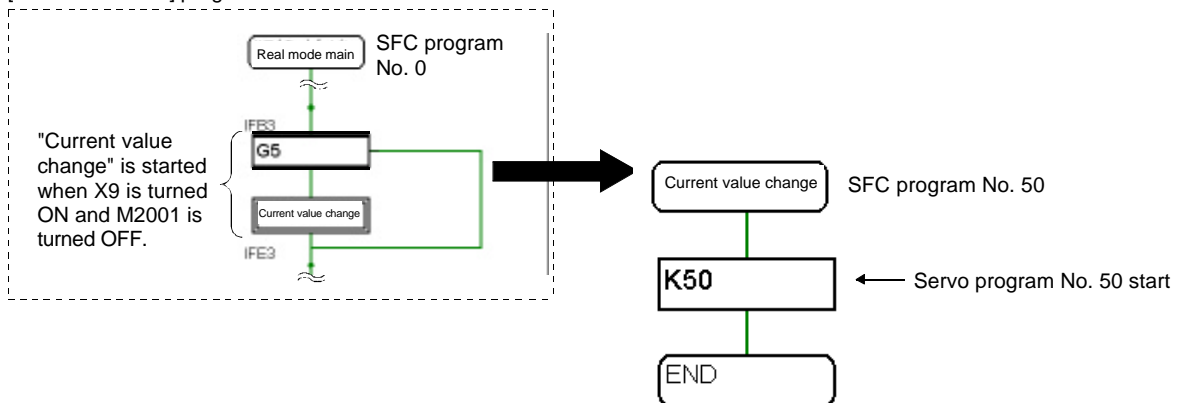 Real mode main
SFC program
No. 0
IFB3
G5
"Current value
change" is started
when X9 is turned
ON and M2001 is
turned OFF.
Current value change
IFE3
Current value change
SFC program No. 50
K50
Servo program No. 50 start
END